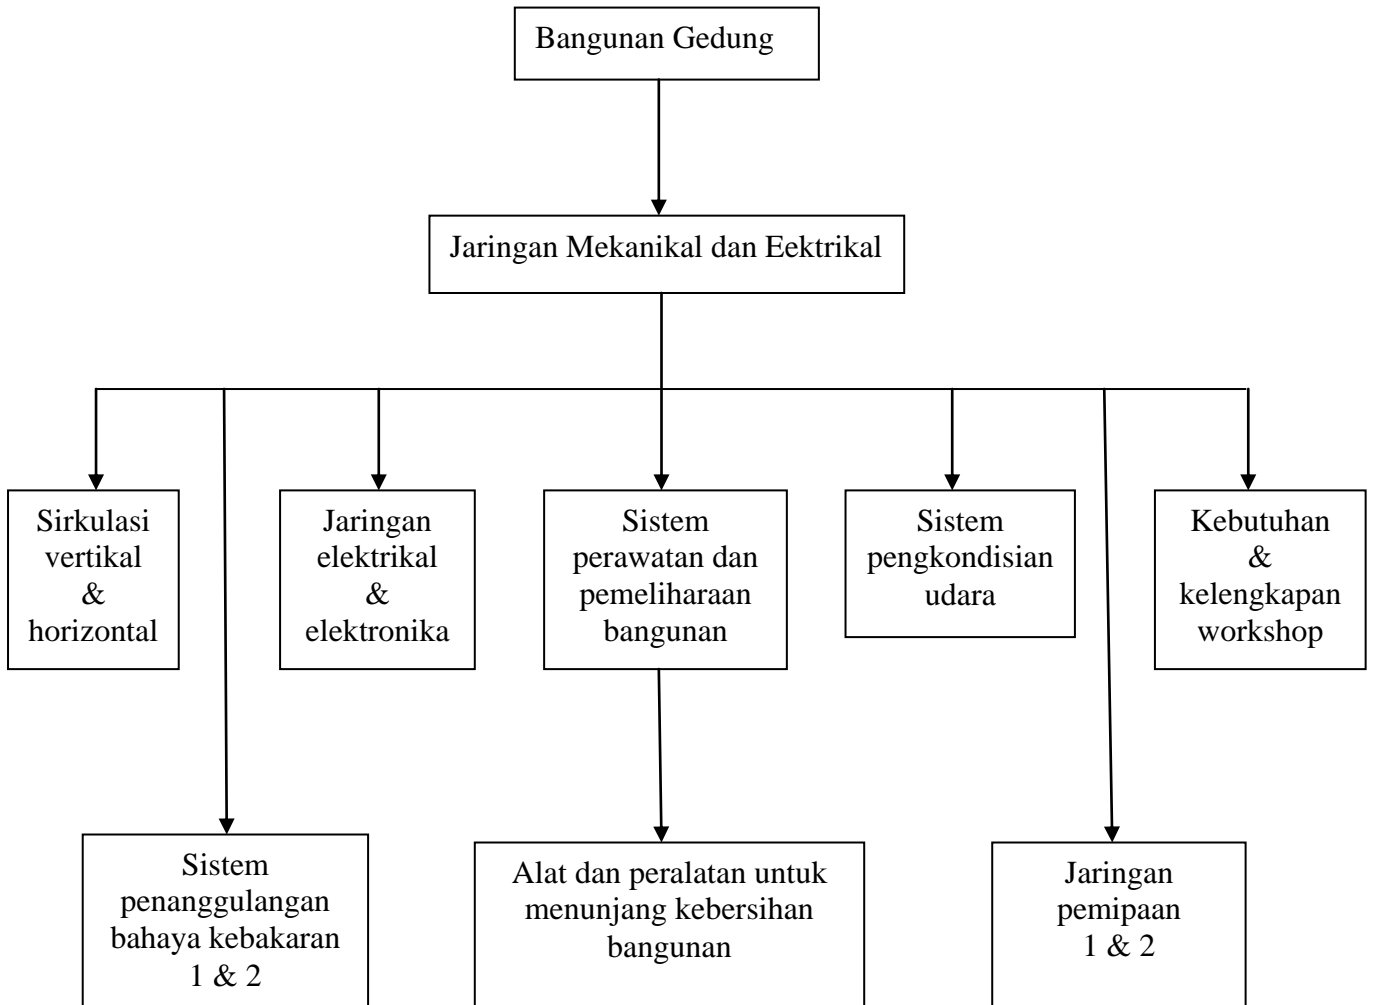 Bangunan Gedung
Jaringan Mekanikal dan Eektrikal
Sirkulasi
vertikal
&
horizontal
Jaringan
elektrikal
&
elektronika
Sistem
perawatan dan
pemeliharaan
bangunan
Sistem
pengkondisian
udara
Kebutuhan
&
kelengkapan
workshop
Sistem
penanggulangan
bahaya kebakaran
1 & 2
Alat dan peralatan untuk
menunjang kebersihan
bangunan
Jaringan
pemipaan
1 & 2